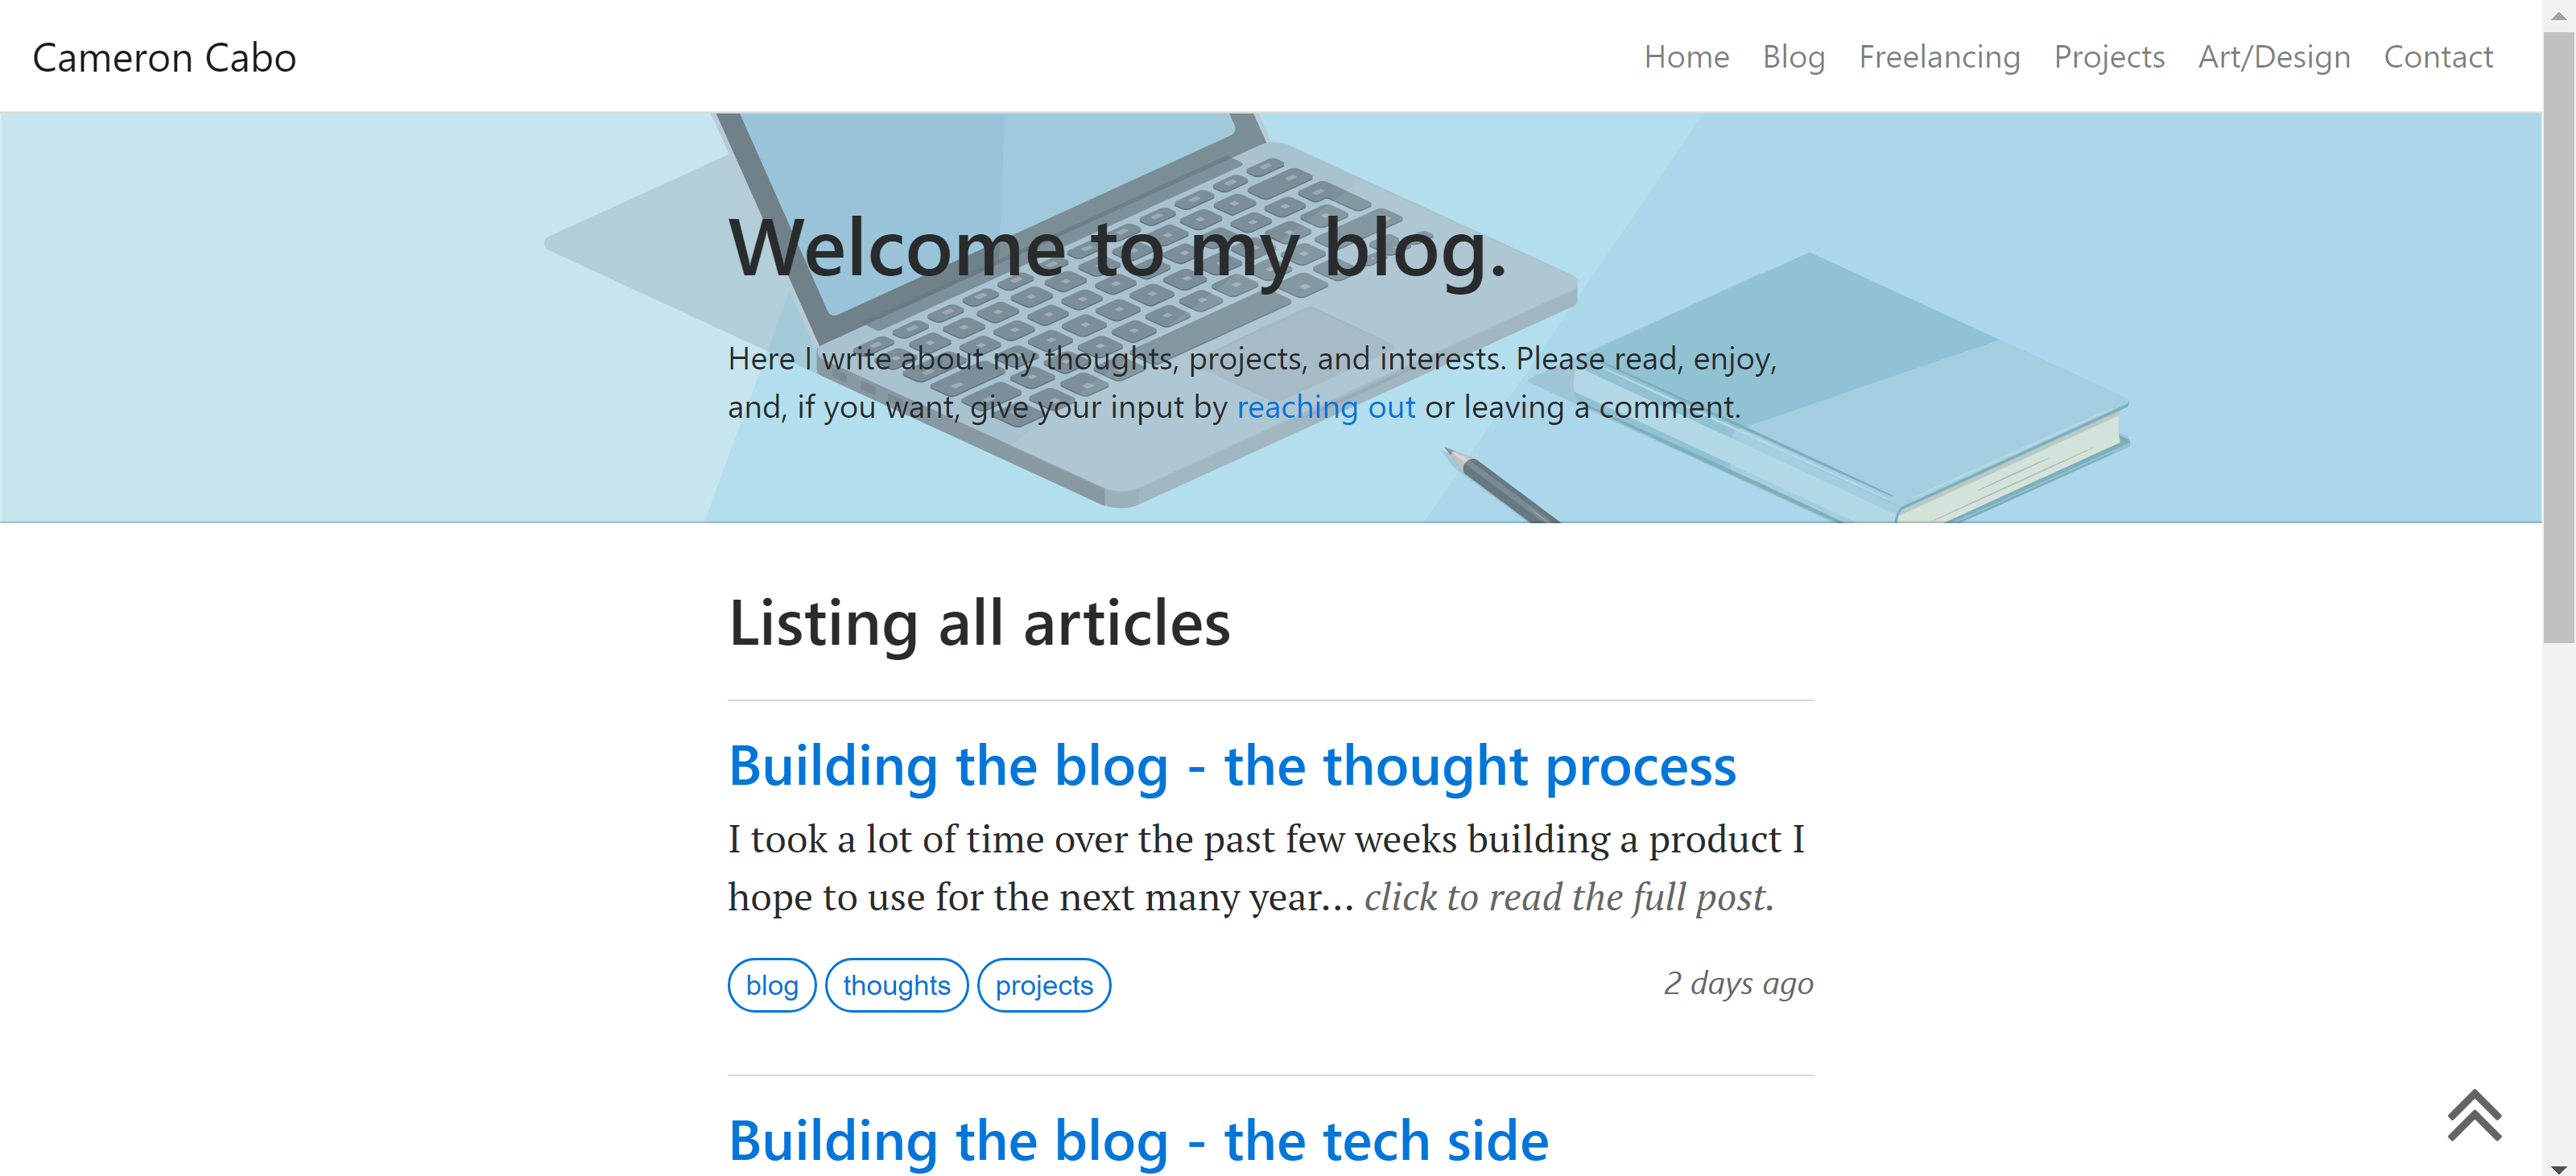 Cameron Cabo
Home Blog Freelancing Projects Art/Design Contact
Welcome to my blog.
Here I write about my thoughts, projects, and interests. Please read, enjoy,
and, if you want, give your input by reaching out or leaving a comment.
Listing all articles
Building the blog - the thought process
I took a lot of time over the past few weeks building a product I
hope to use for the next many year... click to read the full post.
blog thoughts projects 2 days ago
Building the blog - the tech side